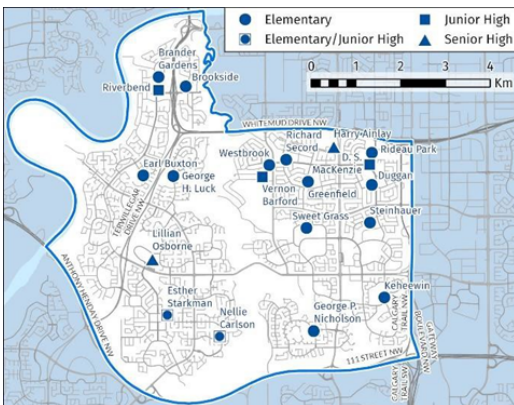 Elementary
Junior High
Elementary/Junior High
Senior High
0 1 2 3 4
Km
Brander
Gardens
Riverbend
Brookside
WHITEMUD DRIVE NW
Richard
Secord
Harry Ainlay
Westbrook
D. S.
MacKenzie
Rideau Park
Earl Buxton
George
H. Luck
Vernon
Barford
Greenfield
Duggan
TERWILLEGAR
DRIVE NW
Sweet Grass
Steinhauer
Lillian
Osborne
ANTHONY HENDAY DRIVE NW
Esther
Starkman
Nellie
Carlson
George P.
Nicholson
Keheewin
CALGARY
TRAIL NW
GATEWAY
BOULEVARD NW
111 STREET NW
CALGARY
TRAIL SW